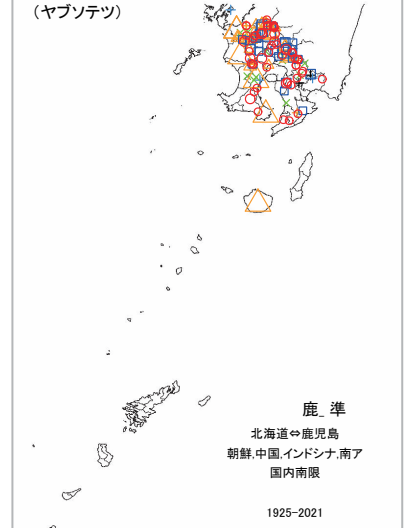 (ヤブソテツ)
鹿_準
北海道⇔鹿児島
朝鮮,中国,インドシナ,南ア
国内南限
1925-2021